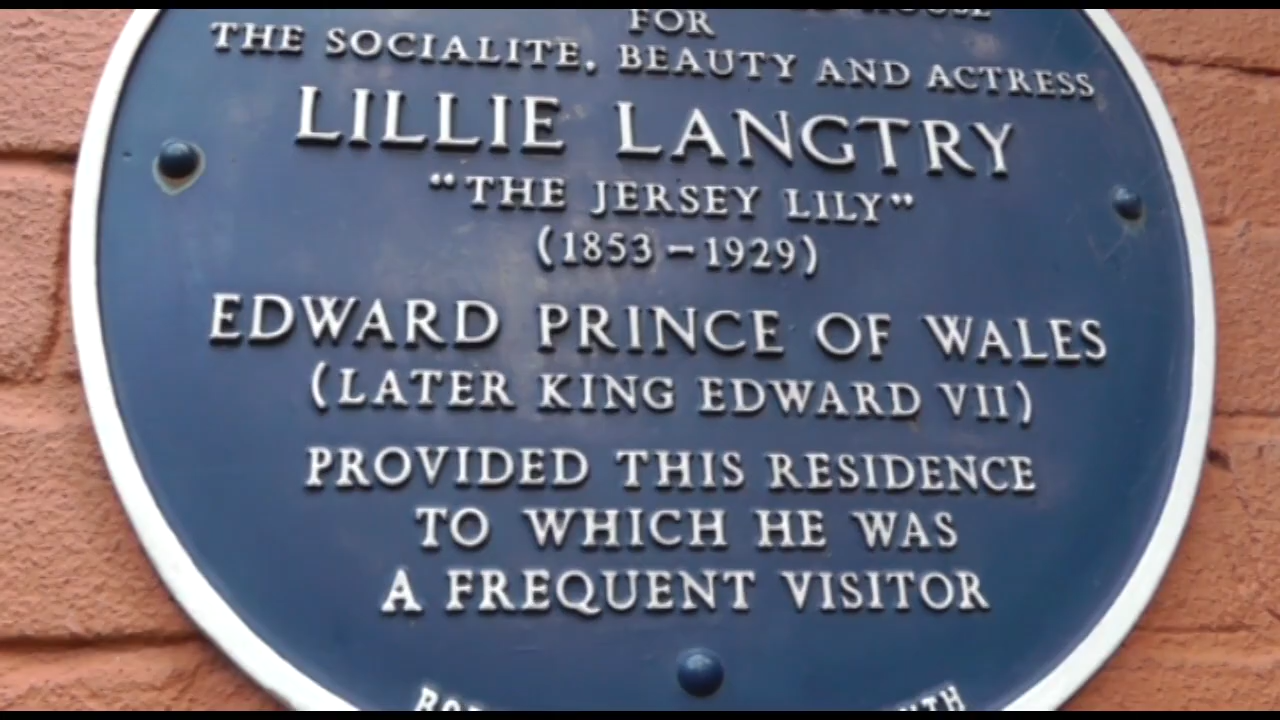 HOUSE
FOR
THE SOCIALITE, BEAUTY AND ACTRESS
LILLIE LANGTRY
“THE JERSEY LILY”
(1853 – 1929)
EDWARD PRINCE OF WALES
(LATER KING EDWARD VII)
PROVIDED THIS RESIDENCE
TO WHICH HE WAS
A FREQUENT VISITOR